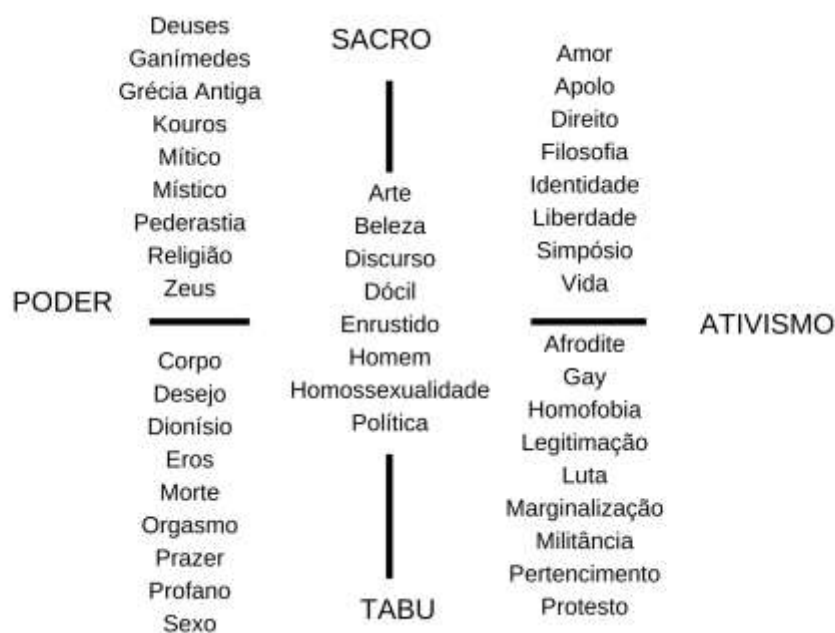 SACRO
Deuses
Ganímedes
Grécia Antiga
Kouros
Mítico
Místico
Pederastia
Religião
Zeus
Amor
Apolo
Direito
Filosofia
Identidade
Liberdade
Simpósio
Vida
PODER
Arte
Beleza
Discurso
Dócil
Enrustido
Homem
Homossexualidade
Política
ATIVISMO
Corpo
Desejo
Dionísio
Eros
Morte
Orgasmo
Prazer
Profano
Sexo
Afrodite
Gay
Homofobia
Legitimação
Luta
Marginalização
Militância
Pertencimento
Protesto
TABU